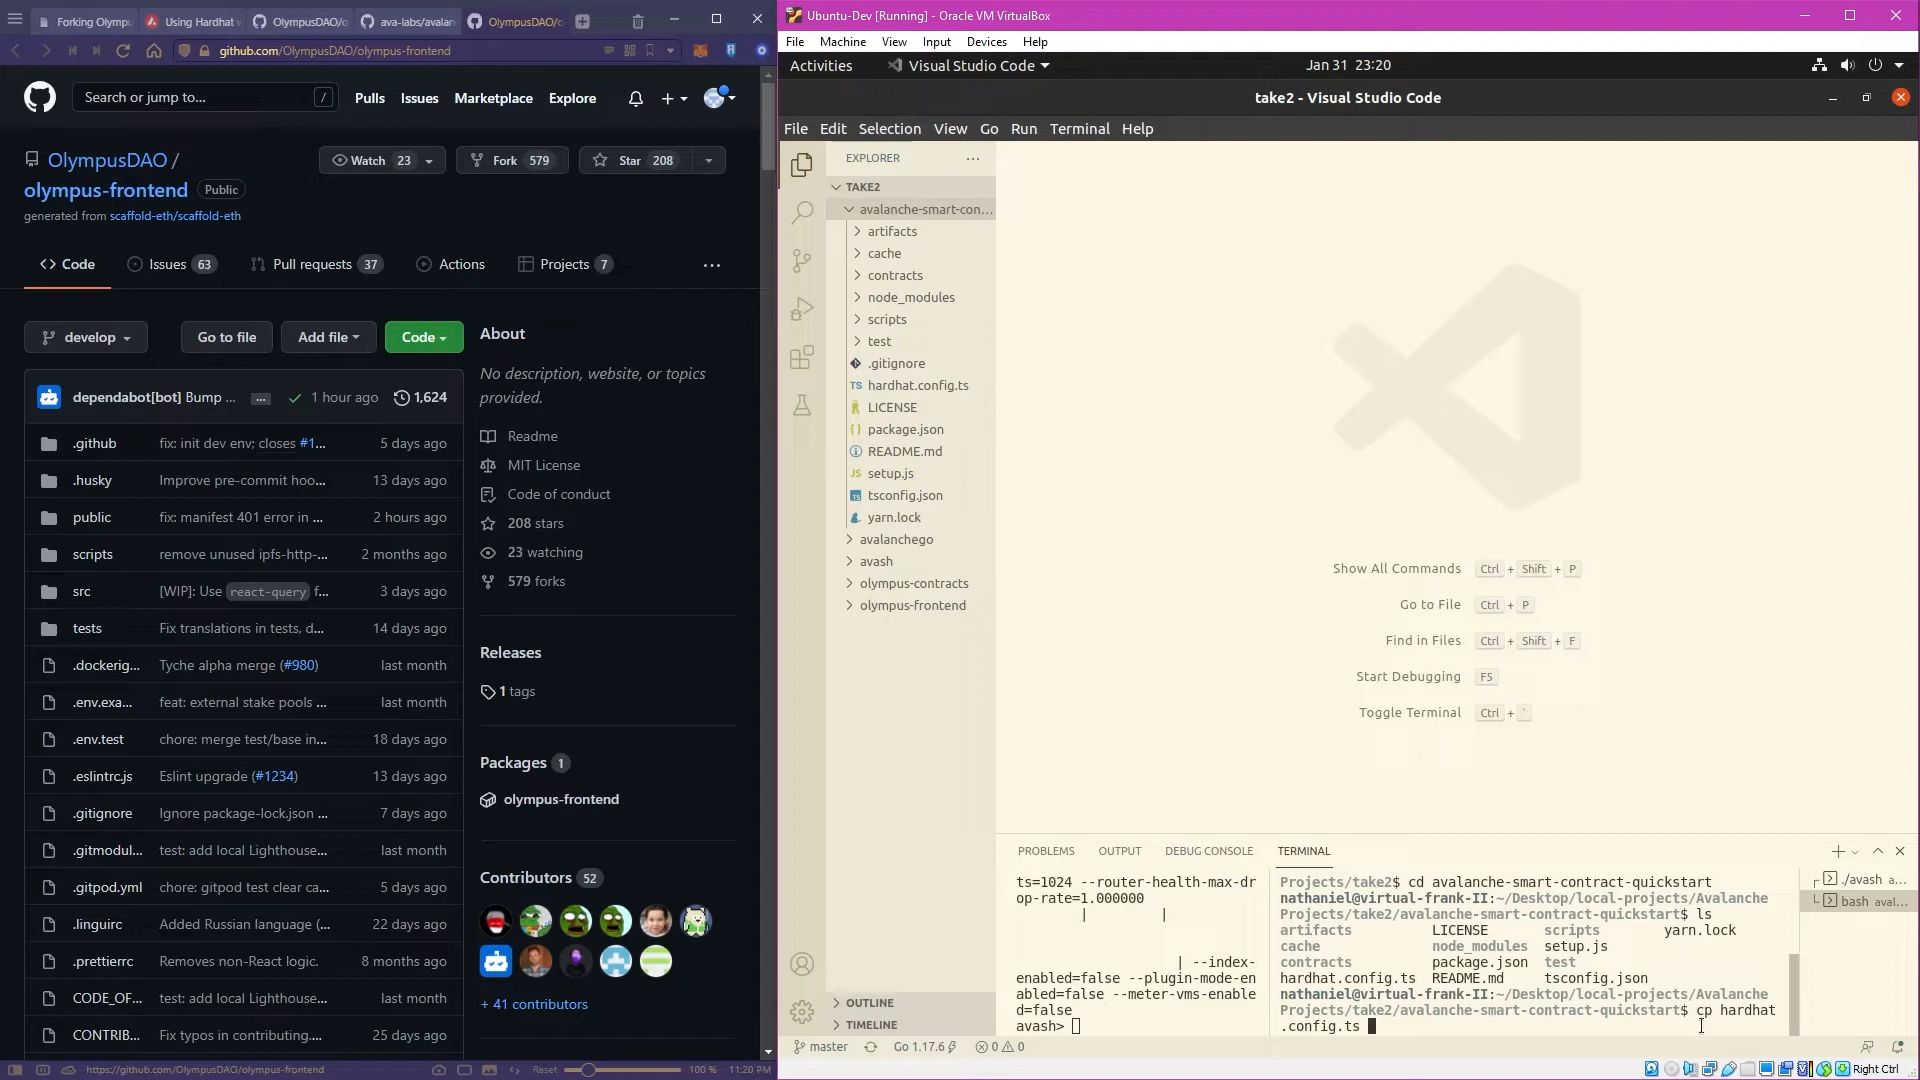 Forking Olymp
Using Hardhat
OlympusDAO/o
ava-labs/avalan
OlympusDAO/o
github.com/OlympusDAO/olympus-frontend
Search or jump to...
/
Pulls
Issues
Marketplace
Explore
OlympusDAO /
olympus-frontend
Public
generated from scaffold-eth/scaffold-eth
Watch 23
Fork 579
Star 208
Code
Issues 63
Pull requests 37
Actions
Projects 7
develop
Go to file
Add file
Code
dependabot[bot] Bump ...
1 hour ago
1,624
.github fix: init dev env; closes #1... 5 days ago
.husky Improve pre-commit hoo... 13 days ago
public fix: manifest 401 error in ... 2 hours ago
scripts remove unused ipfs-http-... 2 months ago
src [WIP]: Use react-query f... 3 days ago
tests Fix translations in tests, d... 14 days ago
.dockerig... Tyche alpha merge (#980) last month
.env.exa... feat: external stake pools ... last month
.env.test chore: merge test/base in... 18 days ago
.eslintrc.js Eslint upgrade (#1234) 13 days ago
.gitignore Ignore package-lock.json ... 7 days ago
.gitmodul... test: add local Lighthouse... last month
.gitpod.yml chore: gitpod test clear ca... 5 days ago
.linguirc Added Russian language (... 22 days ago
.prettierrc Removes non-React logic. 8 months ago
CODE_OF... test: add local Lighthouse... last month
CONTRIB... Fix typos in contributing.... 25 days ago
About
No description, website, or topics
provided.
Readme
MIT License
Code of conduct
208 stars
23 watching
579 forks
Releases
1 tags
Packages 1
olympus-frontend
Contributors 52
+ 41 contributors
https://github.com/OlympusDAO/olympus-frontend
Reset
100 %
11:20 PM
Ubuntu-Dev [Running] - Oracle VM VirtualBox
File Machine View Input Devices Help
Activities
Visual Studio Code
Jan 31 23:20
take2 - Visual Studio Code
File Edit Selection View Go Run Terminal Help
EXPLORER
TAKE2
avalanche-smart-con...
artifacts
cache
contracts
node_modules
scripts
test
.gitignore
TS hardhat.config.ts
LICENSE
{} package.json
README.md
JS setup.js
tsconfig.json
yarn.lock
avalanchego
avash
olympus-contracts
olympus-frontend
OUTLINE
TIMELINE
Show All Commands Ctrl + Shift + P
Go to File Ctrl + P
Find in Files Ctrl + Shift + F
Start Debugging F5
Toggle Terminal Ctrl + `
PROBLEMS
OUTPUT
DEBUG CONSOLE
TERMINAL
ts=1024 --router-health-max-dr
op-rate=1.000000
| |
| --index-
enabled=false --plugin-mode-en
abled=false --meter-vms-enable
d=false
avash>
Projects/take2$ cd avalanche-smart-contract-quickstart
nathaniel@virtual-frank-II:~/Desktop/local-projects/Avalanche
Projects/take2/avalanche-smart-contract-quickstart$ ls
artifacts LICENSE scripts yarn.lock
cache node_modules setup.js
contracts package.json test
hardhat.config.ts README.md tsconfig.json
nathaniel@virtual-frank-II:~/Desktop/local-projects/Avalanche
Projects/take2/avalanche-smart-contract-quickstart$ cp hardhat
.config.ts
./avash a...
bash aval...
master
Go 1.17.6
0 0
Right Ctrl